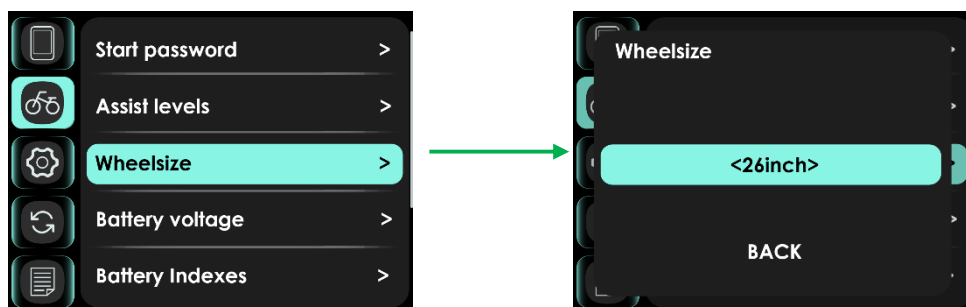 Start password >
Assist levels >
Wheelsize >
Battery voltage >
Battery Indexes >
Wheelsize
<26inch>
BACK